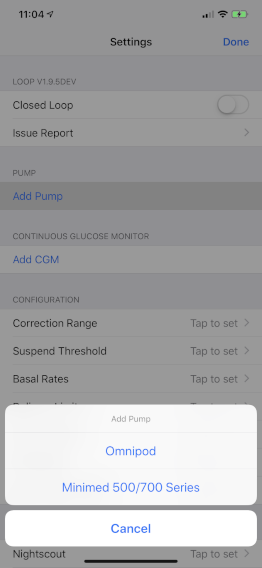 11:04
Settings
Done
LOOP V1.9.5DEV
Closed Loop
Issue Report
PUMP
Add Pump
CONTINUOUS GLUCOSE MONITOR
Add CGM
CONFIGURATION
Correction Range Tap to set
Suspend Threshold Tap to set
Basal Rates Tap to set
Add Pump
Omnipod
Minimed 500/700 Series
Cancel
Nightscout Tap to set